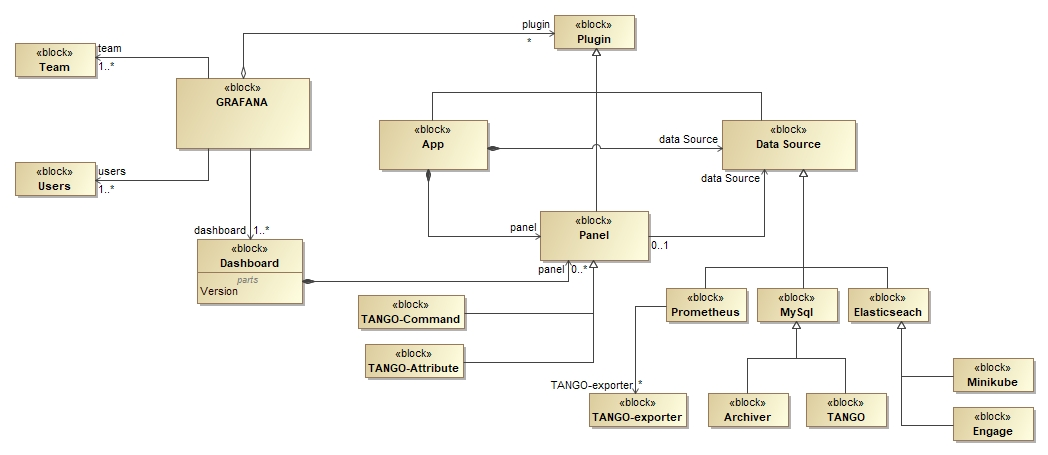 plugin
*
«block»
Plugin
«block»
Team
team
1..*
«block»
GRAFANA
«block»
App
data Source
«block»
Data Source
«block»
Users
users
1..*
data Source
dashboard
1..*
«block»
Dashboard
parts
Version
panel
«block»
Panel
0..1
panel
0..*
«block»
TANGO-Command
«block»
TANGO-Attribute
«block»
Prometheus
«block»
MySql
«block»
Elasticseach
TANGO-exporter
*
«block»
TANGO-exporter
«block»
Archiver
«block»
TANGO
«block»
Minikube
«block»
Engage